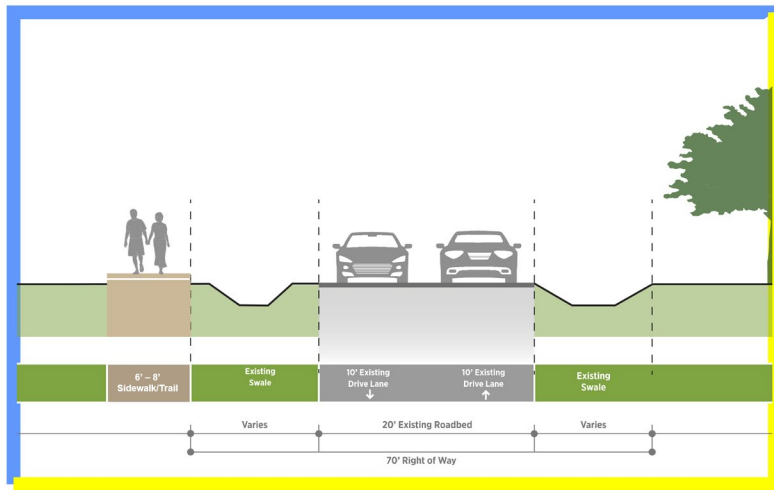 6' – 8'
Sidewalk/Trail
Existing
Swale
10' Existing
Drive Lane
10' Existing
Drive Lane
Existing
Swale
Varies
20' Existing Roadbed
Varies
70' Right of Way